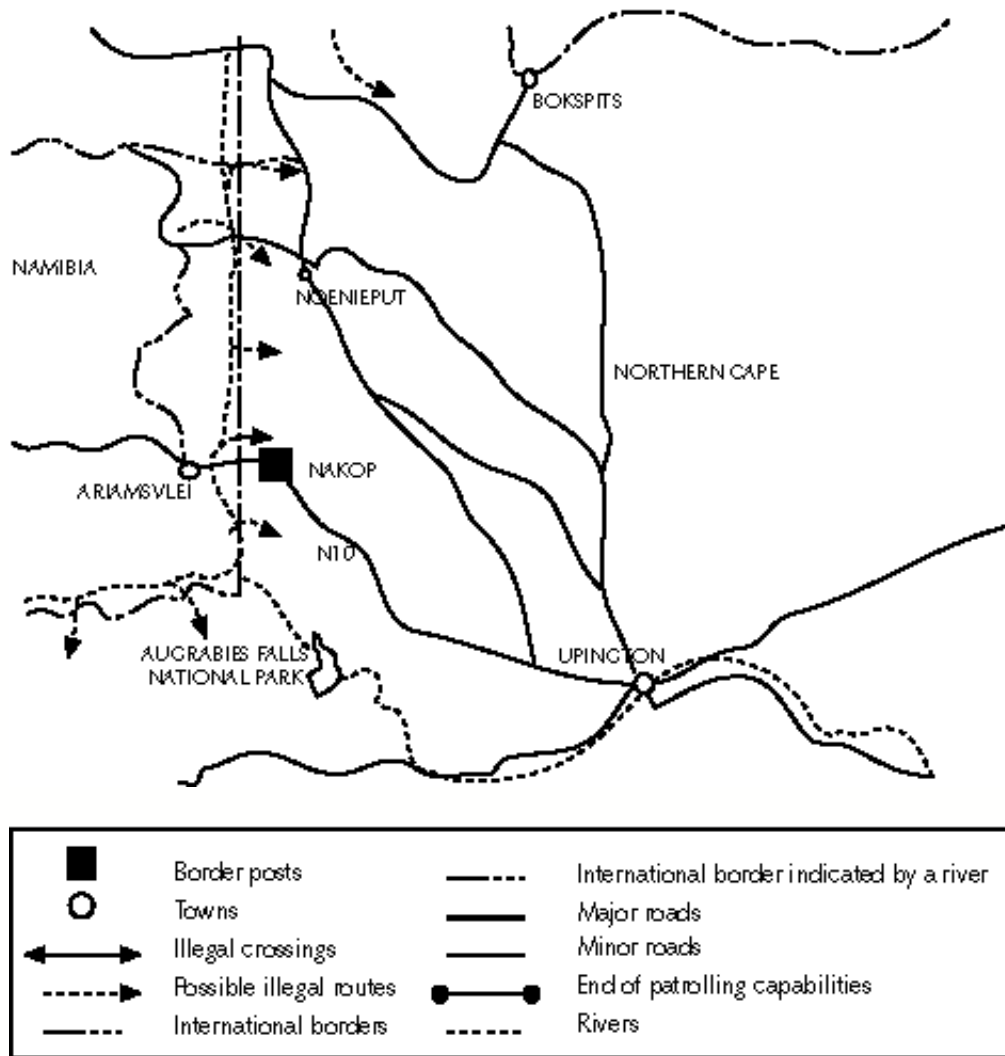 BOKSPITS
NAMIBIA
NOENIEPUT
NORTHERN CAPE
NAKOP
ARIAMSVLEI
N10
AUGRABIES FALLS
NATIONAL PARK
UPINGTON
Border posts
Towns
Illegal crossings
Possible illegal routes
International borders
International border indicated by a river
Major roads
Minor roads
End of patrolling capabilities
Rivers